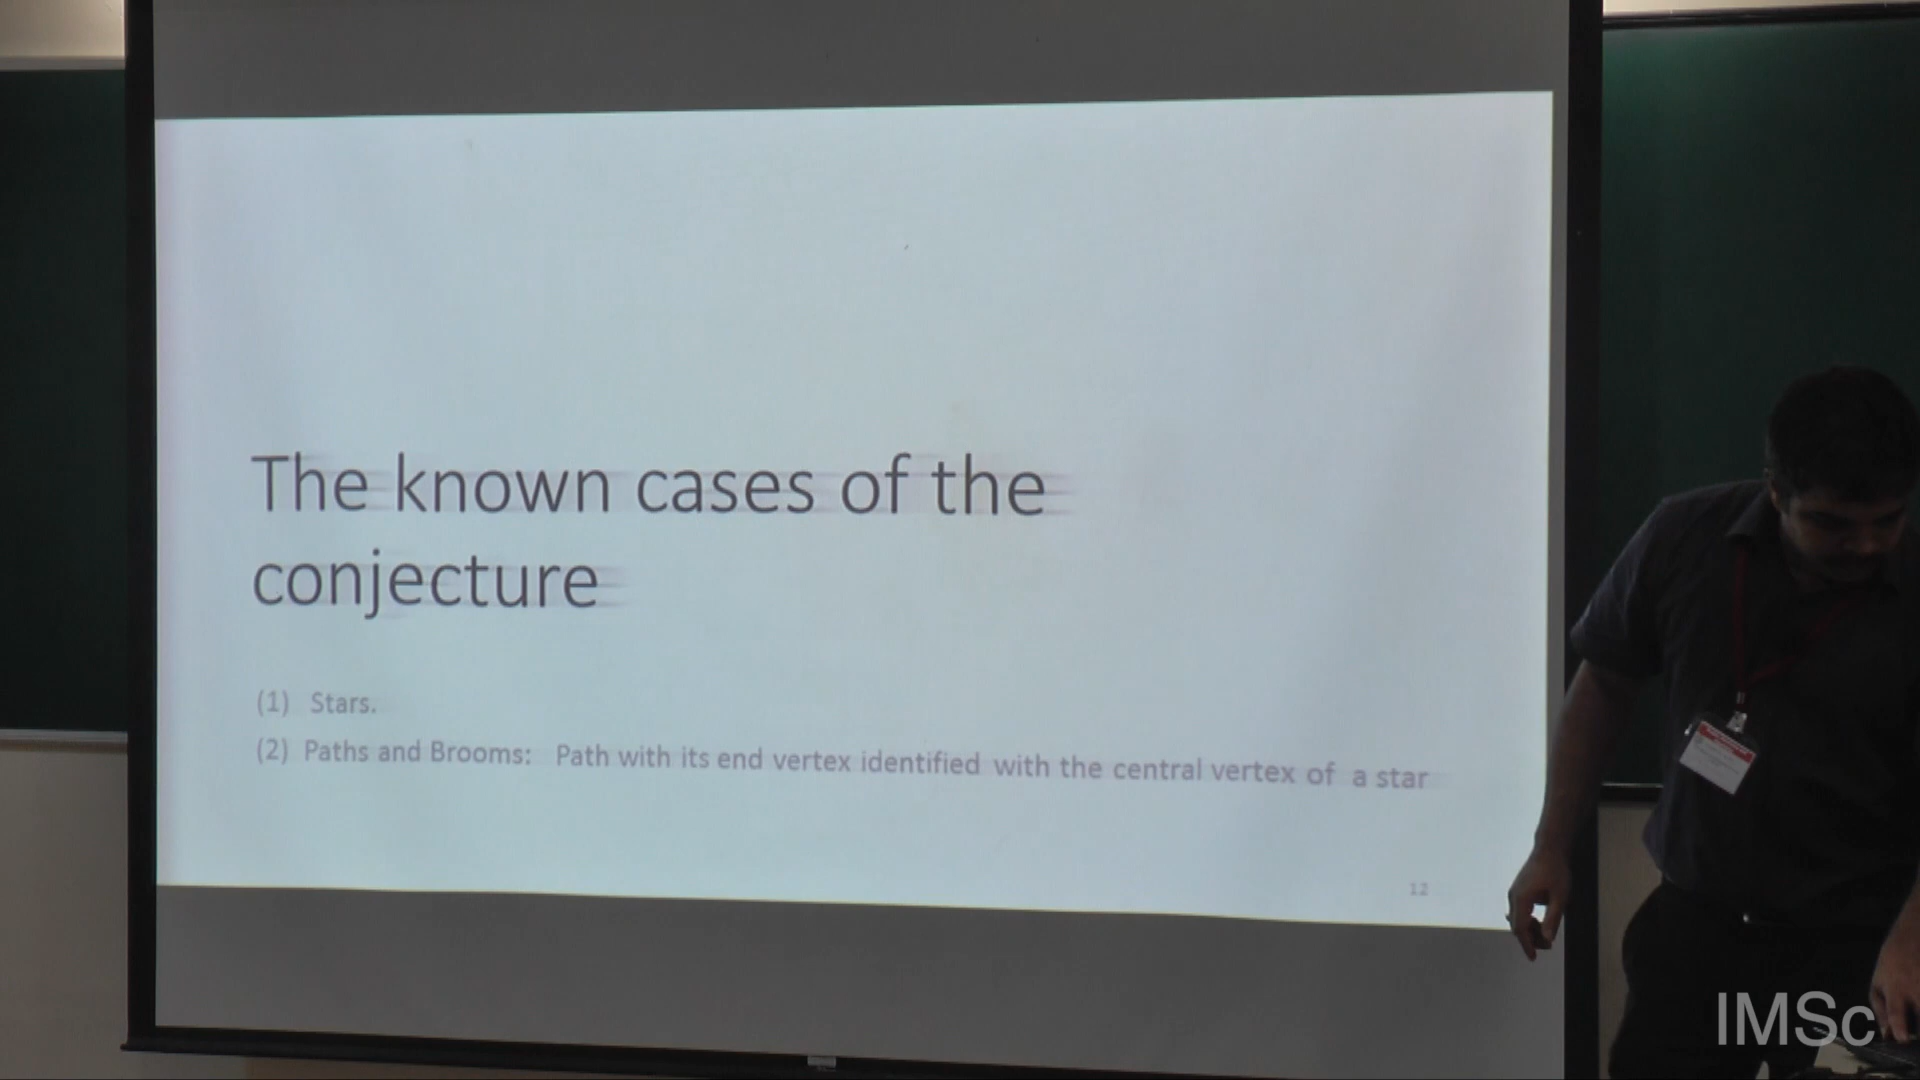 The known cases of the
conjecture
(1) Stars.
(2) Paths and Brooms: Path with its end vertex identified with the central vertex of a star
12
IMSc